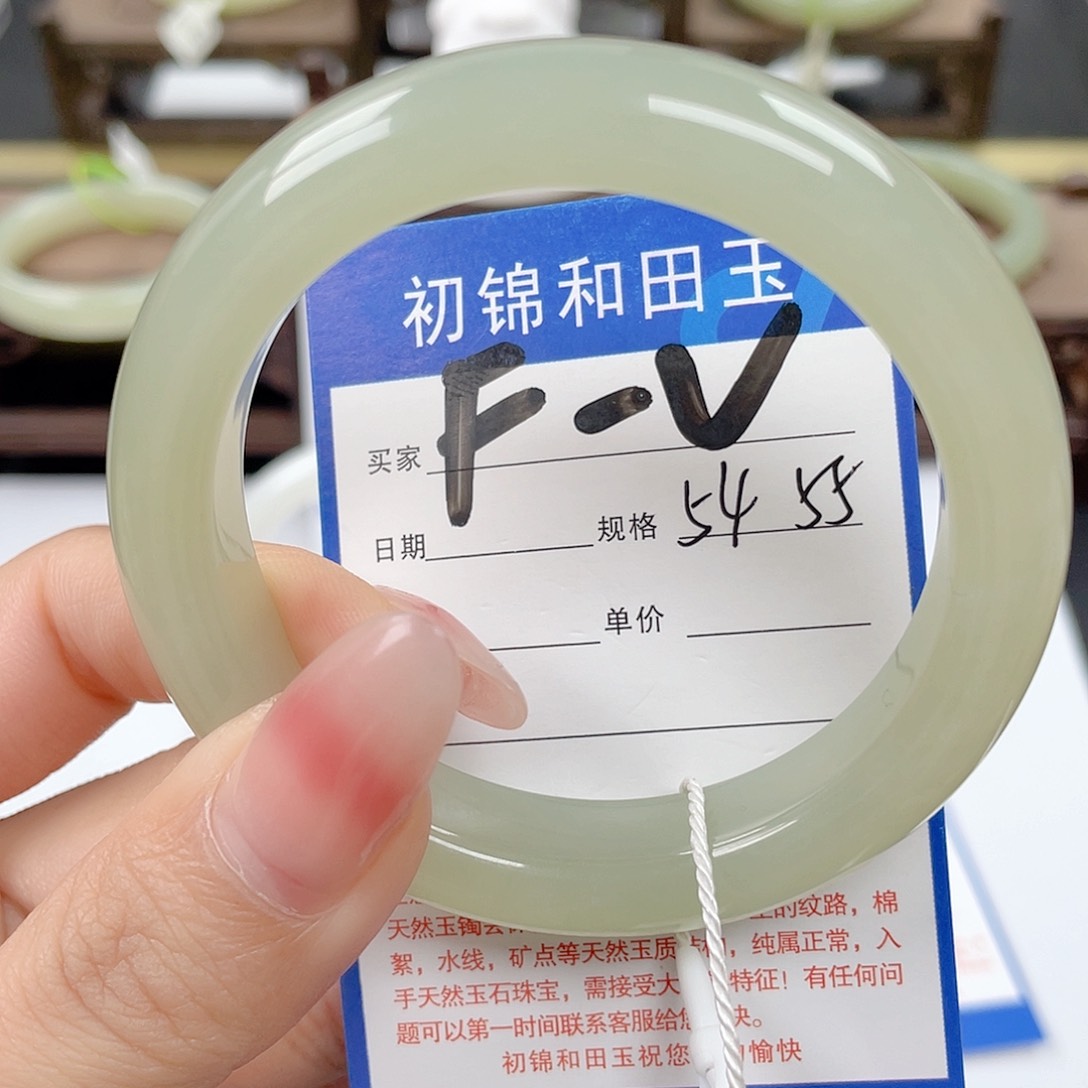 初锦和田玉
F-V
买家
日期 规格 54 55
单价
的纹路，棉
天然玉镯会
絮，水线，矿点等天然玉质 ，纯属正常，入
手天然玉石珠宝，需接受大 特征！有任何问
题可以第一时间联系客服给您 决。
初锦和田玉祝您 愉快